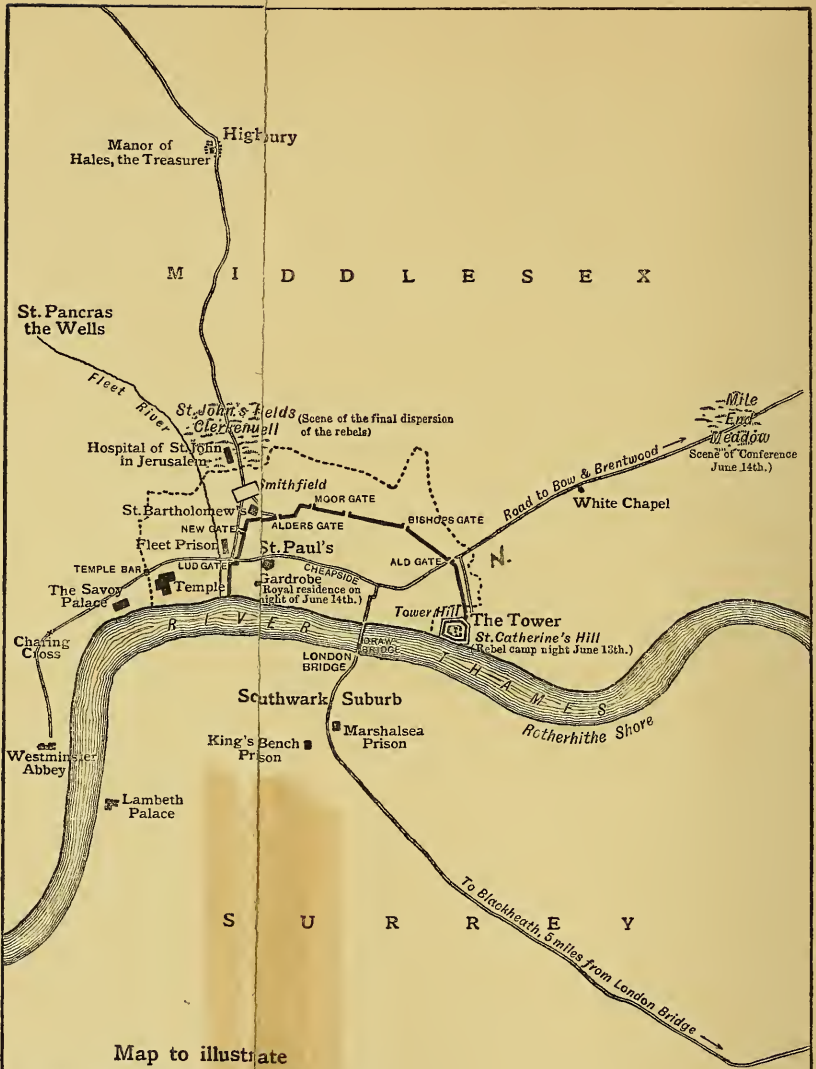 Highbury
Manor of
Hales, the Treasurer
MIDDLESEX
St. Pancras
the Wells
Fleet River
St. John's Fields
Clerkenwell
(Scene of the final dispersion
of the rebels)
Mile
End
Meadow
Scene of Conference
June 14th.)
Hospital of St. John
in Jerusalem
Road to Bow & Brentwood
White Chapel
Smithfield
St. Bartholomew's
MOOR GATE
NEW GATE
ALDERS GATE
BISHOPS GATE
Fleet Prison
St. Paul's
ALD GATE
N.
TEMPLE BAR
LUD GATE
CHEAPSIDE
The Savoy
Palace
Temple
Gardrobe
(Royal residence on
night of June 14th.)
Tower Hill
The Tower
St. Catherine's Hill
(Rebel camp night June 13th.)
RIVER THAMES
Charing
Cross
DRAW
BRIDGE
LONDON
BRIDGE
Southwark Suburb
Rotherhithe Shore
Marshalsea
Prison
King's Bench
Prison
Westminster
Abbey
Lambeth
Palace
To Blackheath, 5 miles from London Bridge
SURREY
Map to illustrate